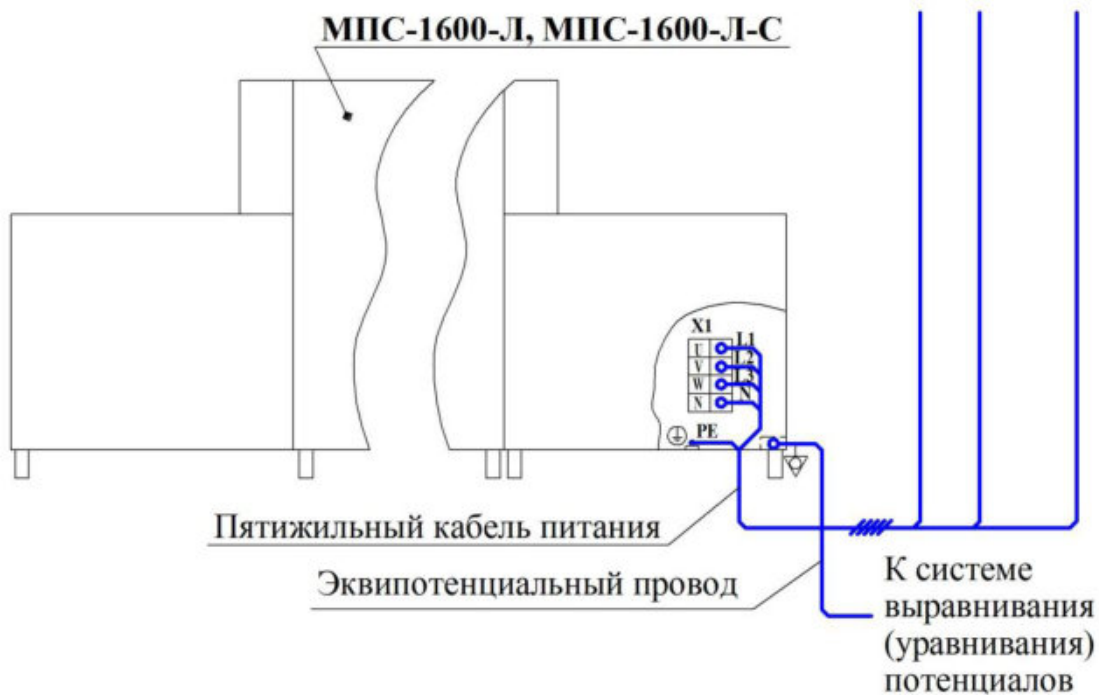 МПС-1600-Л, МПС-1600-Л-С
X1
U L1
V L2
W L3
N N
PE
Пятижильный кабель питания
Эквипотенциальный провод
К системе
выравнивания
(уравнивания)
потенциалов